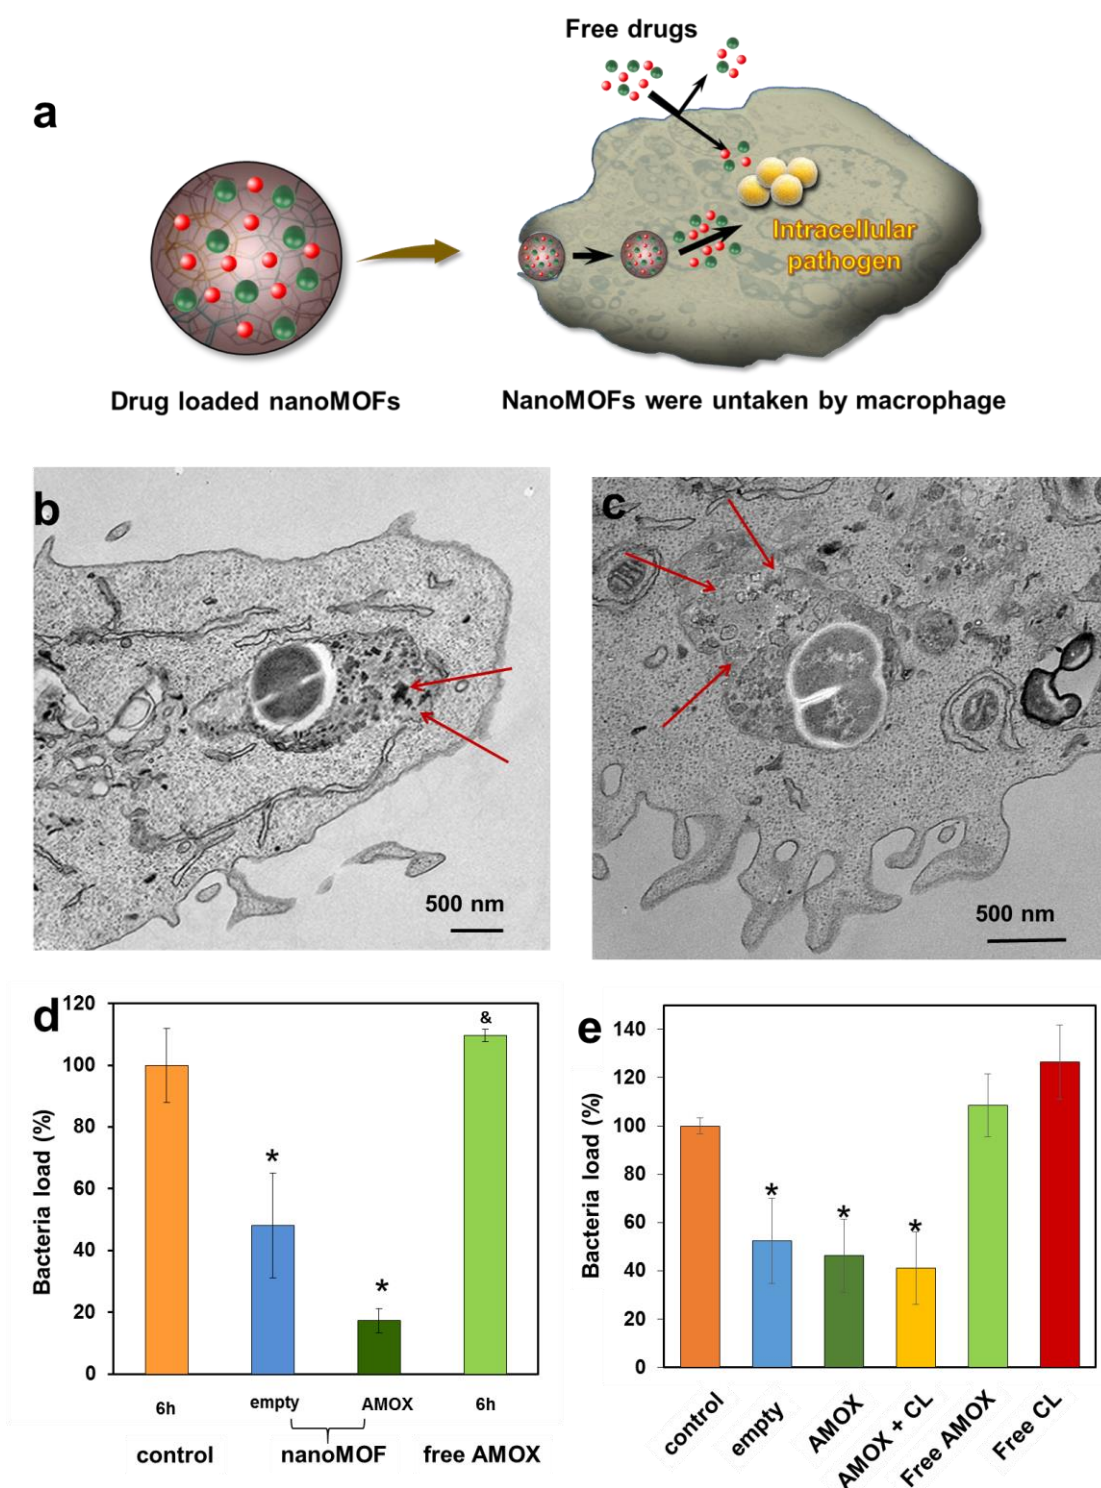 a
Free drugs
Intracellular
pathogen
Drug loaded nanoMOFs
NanoMOFs were untaken by macrophage
b
500 nm
c
500 nm
d
Bacteria load (%)
120
100
80
60
40
20
0
*
*
&
6h
empty
AMOX
6h
control
nanoMOF
free AMOX
e
Bacteria load (%)
140
120
100
80
60
40
20
0
*
*
*
control
empty
AMOX
AMOX + CL
Free AMOX
Free CL